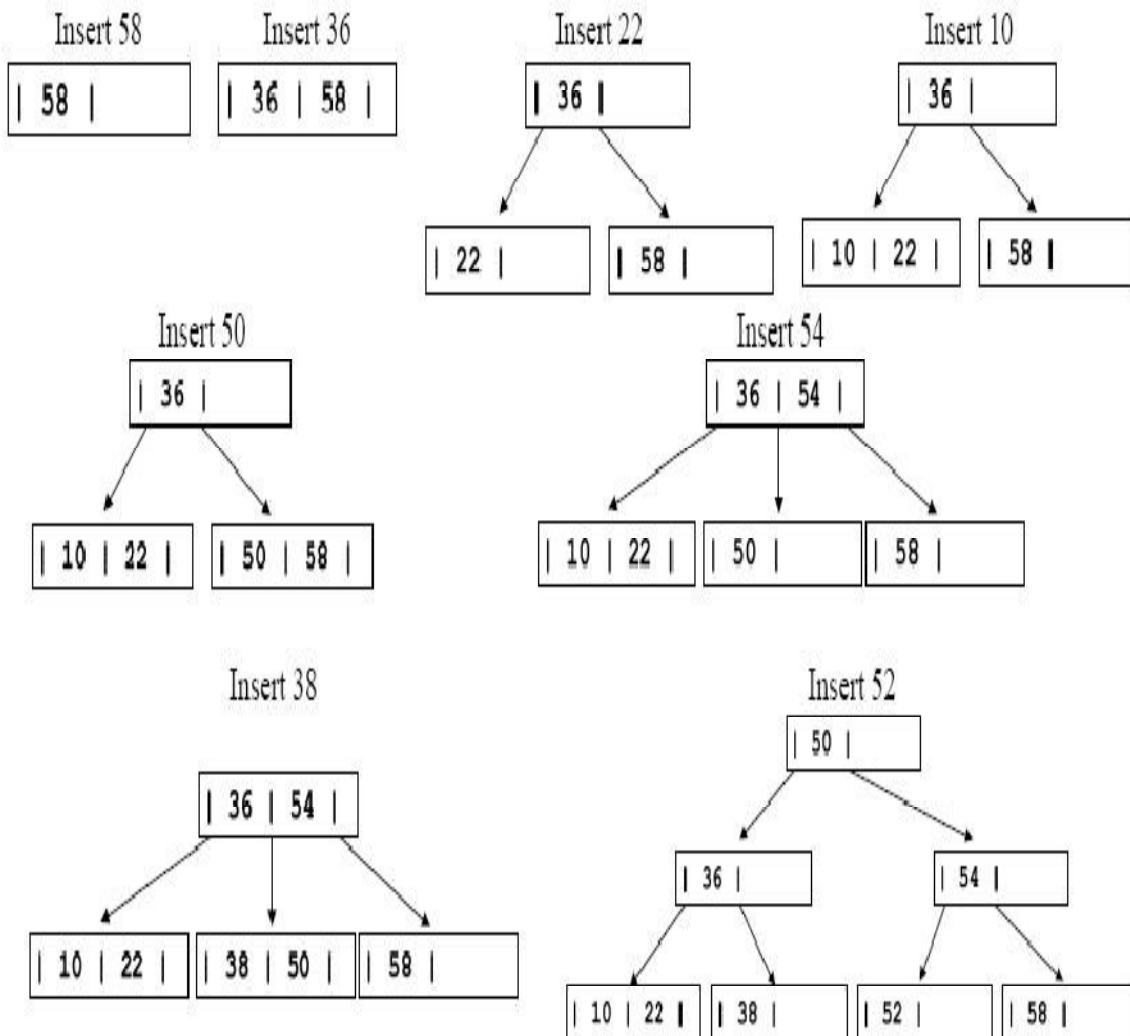 Insert 58
Insert 36
Insert 22
Insert 10
| 58 |
| 36 | 58 |
| 36 |
| 36 |
| 22 |
| 58 |
| 10 | 22 |
| 58 |
Insert 50
Insert 54
| 36 |
| 36 | 54 |
| 10 | 22 |
| 50 | 58 |
| 10 | 22 |
| 50 |
| 58 |
Insert 38
Insert 52
| 50 |
| 36 | 54 |
| 36 |
| 54 |
| 10 | 22 |
| 38 | 50 |
| 58 |
| 10 | 22 |
| 38 |
| 52 |
| 58 |